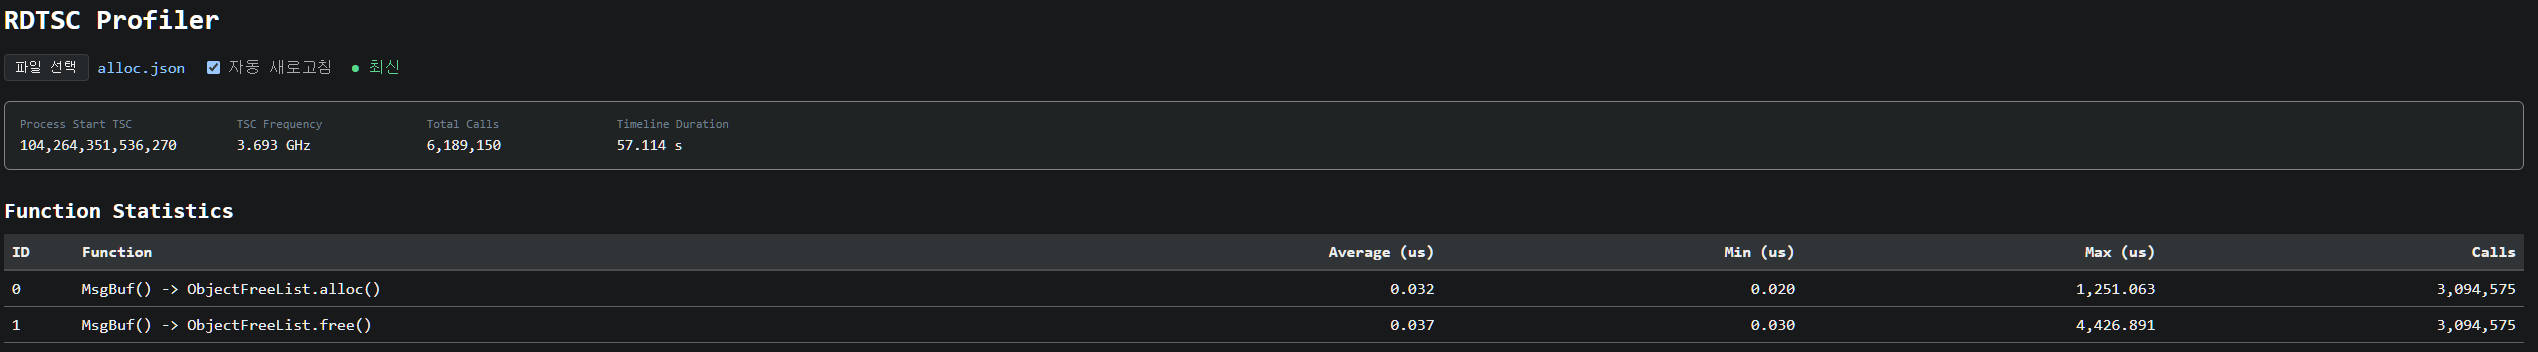 RDTSC Profiler
파일 선택 alloc.json 자동 새로고침 ● 최신
Process Start TSC TSC Frequency Total Calls Timeline Duration
104,264,351,536,270 3.693 GHz 6,189,150 57.114 s
Function Statistics
ID Function Average (us) Min (us) Max (us) Calls
0 MsgBuf() -> ObjectFreeList.alloc() 0.032 0.020 1,251.063 3,094,575
1 MsgBuf() -> ObjectFreeList.free() 0.037 0.030 4,426.891 3,094,575